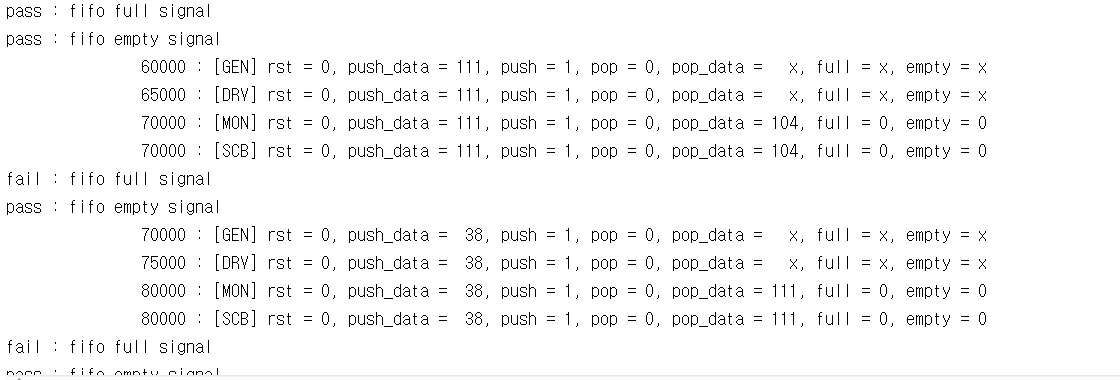 pass : fifo full signal
pass : fifo empty signal
60000 : [GEN] rst = 0, push_data = 111, push = 1, pop = 0, pop_data =   x, full = x, empty = x
65000 : [DRV] rst = 0, push_data = 111, push = 1, pop = 0, pop_data =   x, full = x, empty = x
70000 : [MON] rst = 0, push_data = 111, push = 1, pop = 0, pop_data = 104, full = 0, empty = 0
70000 : [SCB] rst = 0, push_data = 111, push = 1, pop = 0, pop_data = 104, full = 0, empty = 0
fail : fifo full signal
pass : fifo empty signal
70000 : [GEN] rst = 0, push_data =  38, push = 1, pop = 0, pop_data =   x, full = x, empty = x
75000 : [DRV] rst = 0, push_data =  38, push = 1, pop = 0, pop_data =   x, full = x, empty = x
80000 : [MON] rst = 0, push_data =  38, push = 1, pop = 0, pop_data = 111, full = 0, empty = 0
80000 : [SCB] rst = 0, push_data =  38, push = 1, pop = 0, pop_data = 111, full = 0, empty = 0
fail : fifo full signal
pass : fifo empty signal